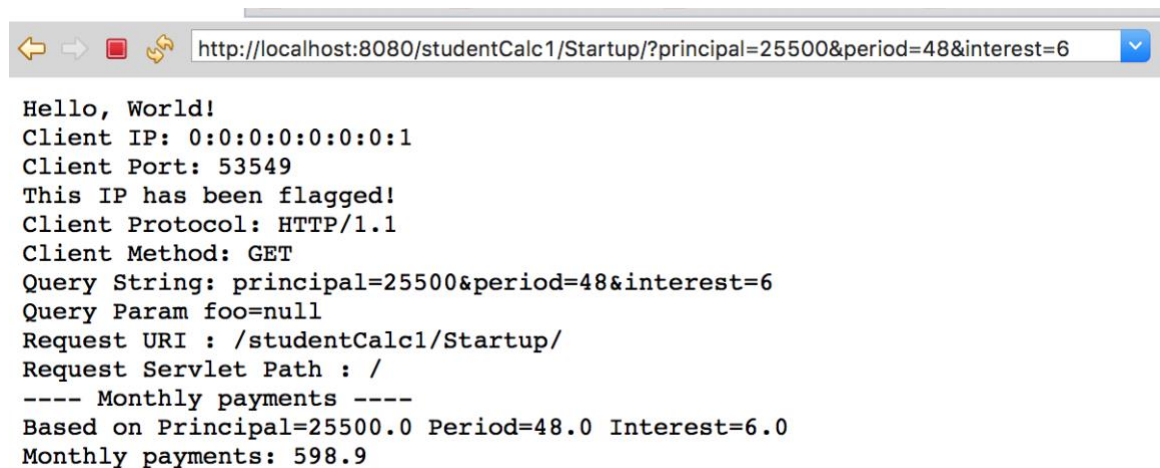 http://localhost:8080/studentCalc1/Startup/?principal=25500&period=48&interest=6
Hello, World!
Client IP: 0:0:0:0:0:0:0:1
Client Port: 53549
This IP has been flagged!
Client Protocol: HTTP/1.1
Client Method: GET
Query String: principal=25500&period=48&interest=6
Query Param foo=null
Request URI : /studentCalc1/Startup/
Request Servlet Path : /
---- Monthly payments ----
Based on Principal=25500.0 Period=48.0 Interest=6.0
Monthly payments: 598.9